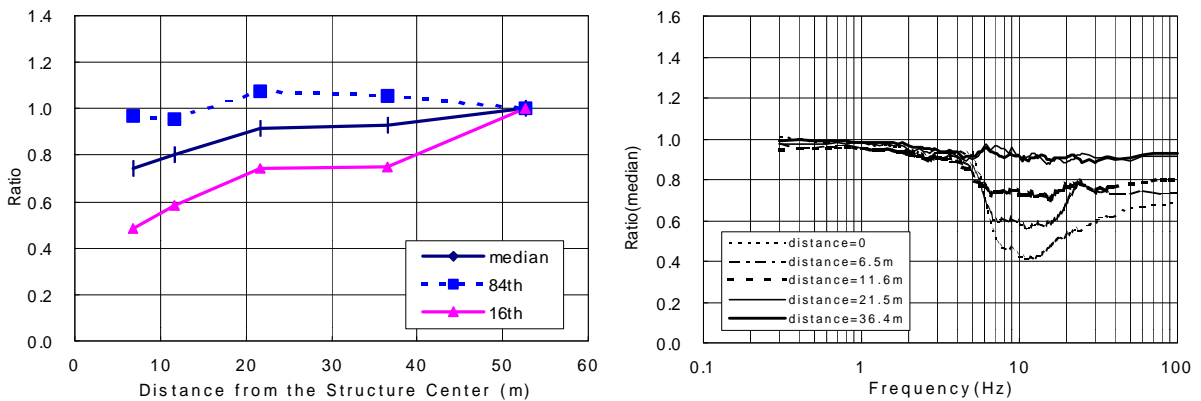 1.4
1.2
1.0
0.8
0.6
0.4
0.2
0.0
Ratio
median
84th
16th
0 10 20 30 40 50 60
Distance from the Structure Center (m)
1.6
1.4
1.2
1.0
0.8
0.6
0.4
0.2
0.0
Ratio(median)
distance=0
distance=6.5m
distance=11.6m
distance=21.5m
distance=36.4m
0.1 1 10 100
Frequency(Hz)